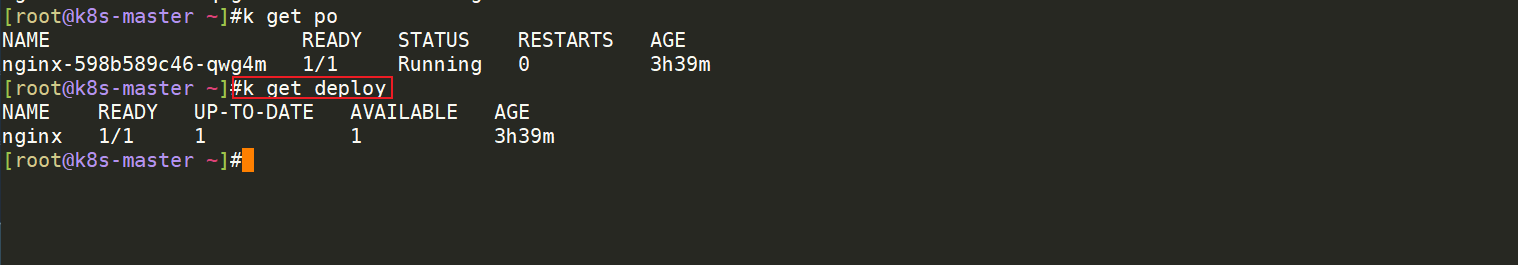 [root@k8s-master ~]#k get po
NAME                     READY   STATUS    RESTARTS   AGE
nginx-598b589c46-qwg4m   1/1     Running   0          3h39m
[root@k8s-master ~]#k get deploy
NAME    READY   UP-TO-DATE   AVAILABLE   AGE
nginx   1/1     1            1           3h39m
[root@k8s-master ~]#